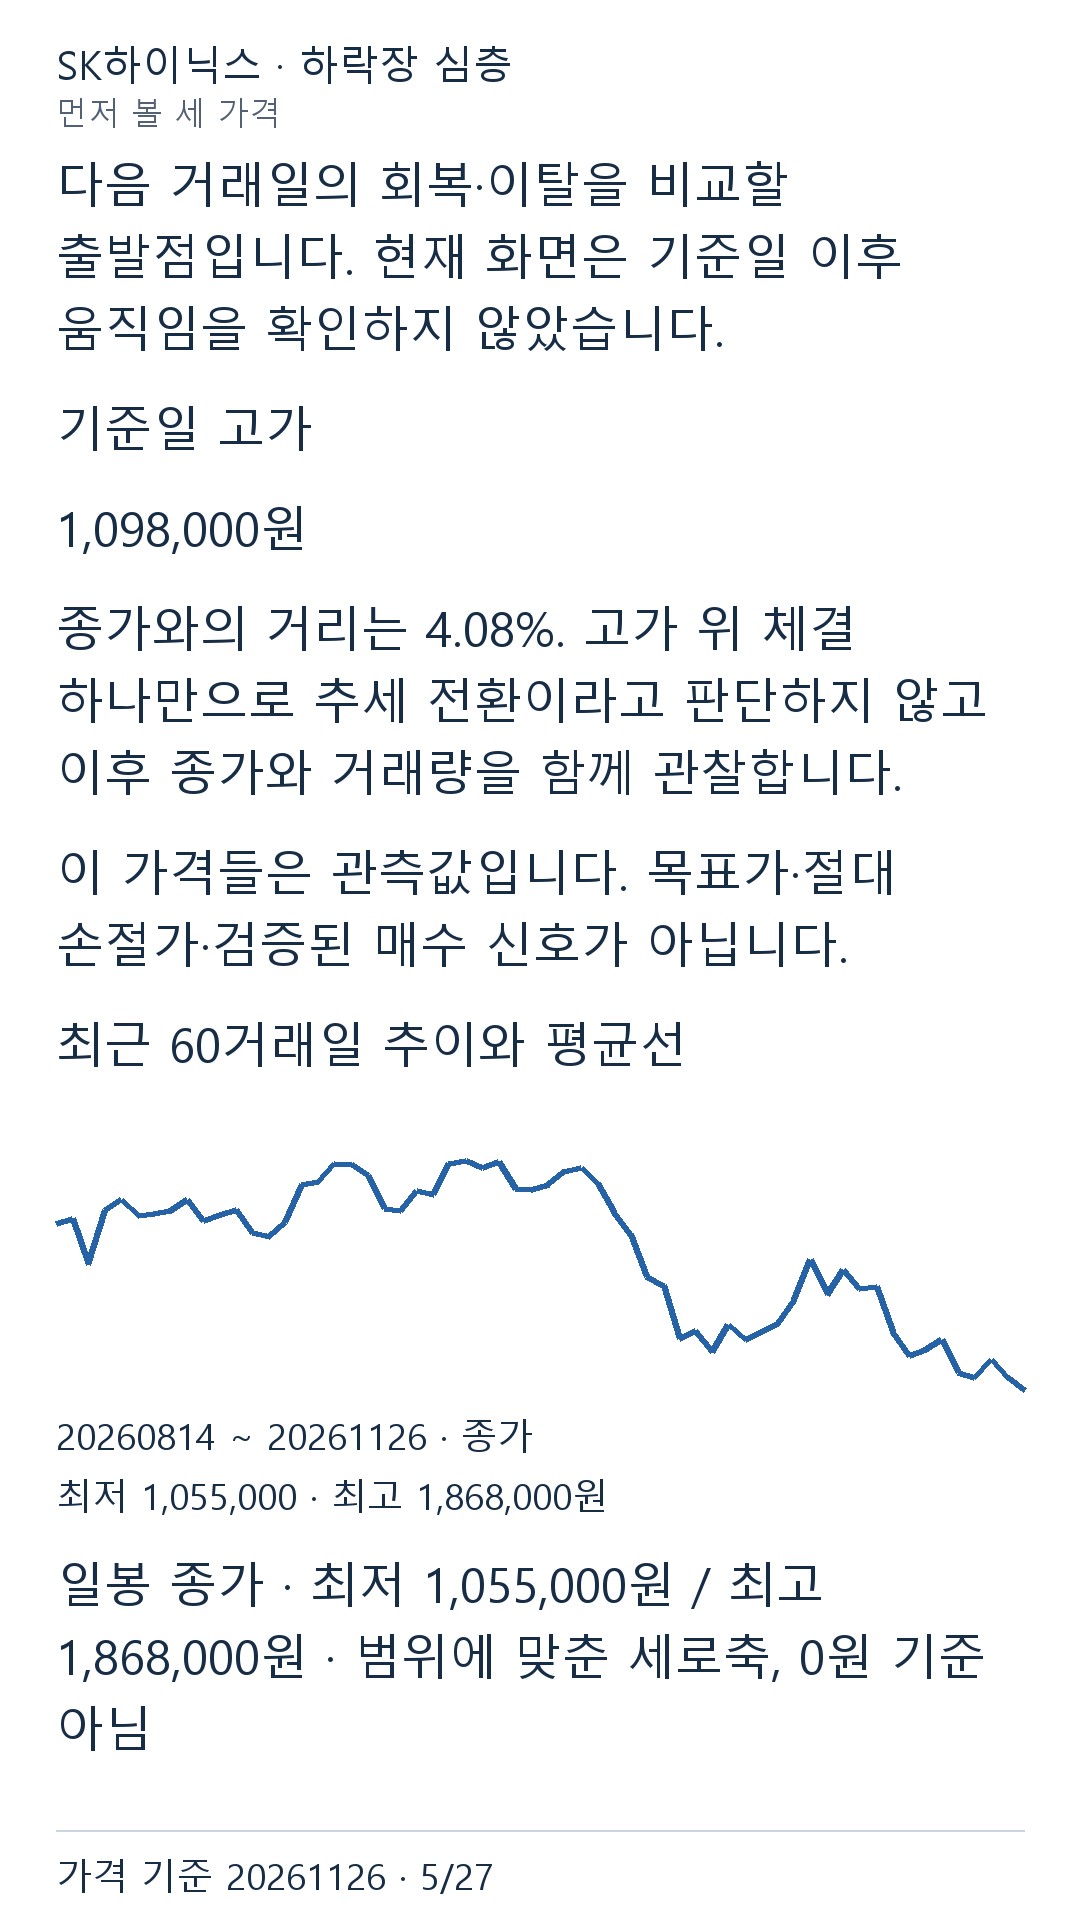 SK하이닉스 · 하락장 심층
먼저 볼 세 가격
다음 거래일의 회복·이탈을 비교할
출발점입니다. 현재 화면은 기준일 이후
움직임을 확인하지 않았습니다.
기준일 고가
1,098,000원
종가와의 거리는 4.08%. 고가 위 체결
하나만으로 추세 전환이라고 판단하지 않고
이후 종가와 거래량을 함께 관찰합니다.
이 가격들은 관측값입니다. 목표가·절대
손절가·검증된 매수 신호가 아닙니다.
최근 60거래일 추이와 평균선
20260814 ~ 20261126 · 종가
최저 1,055,000 · 최고 1,868,000원
일봉 종가 · 최저 1,055,000원 / 최고
1,868,000원 · 범위에 맞춘 세로축, 0원 기준
아님
가격 기준 20261126 · 5/27